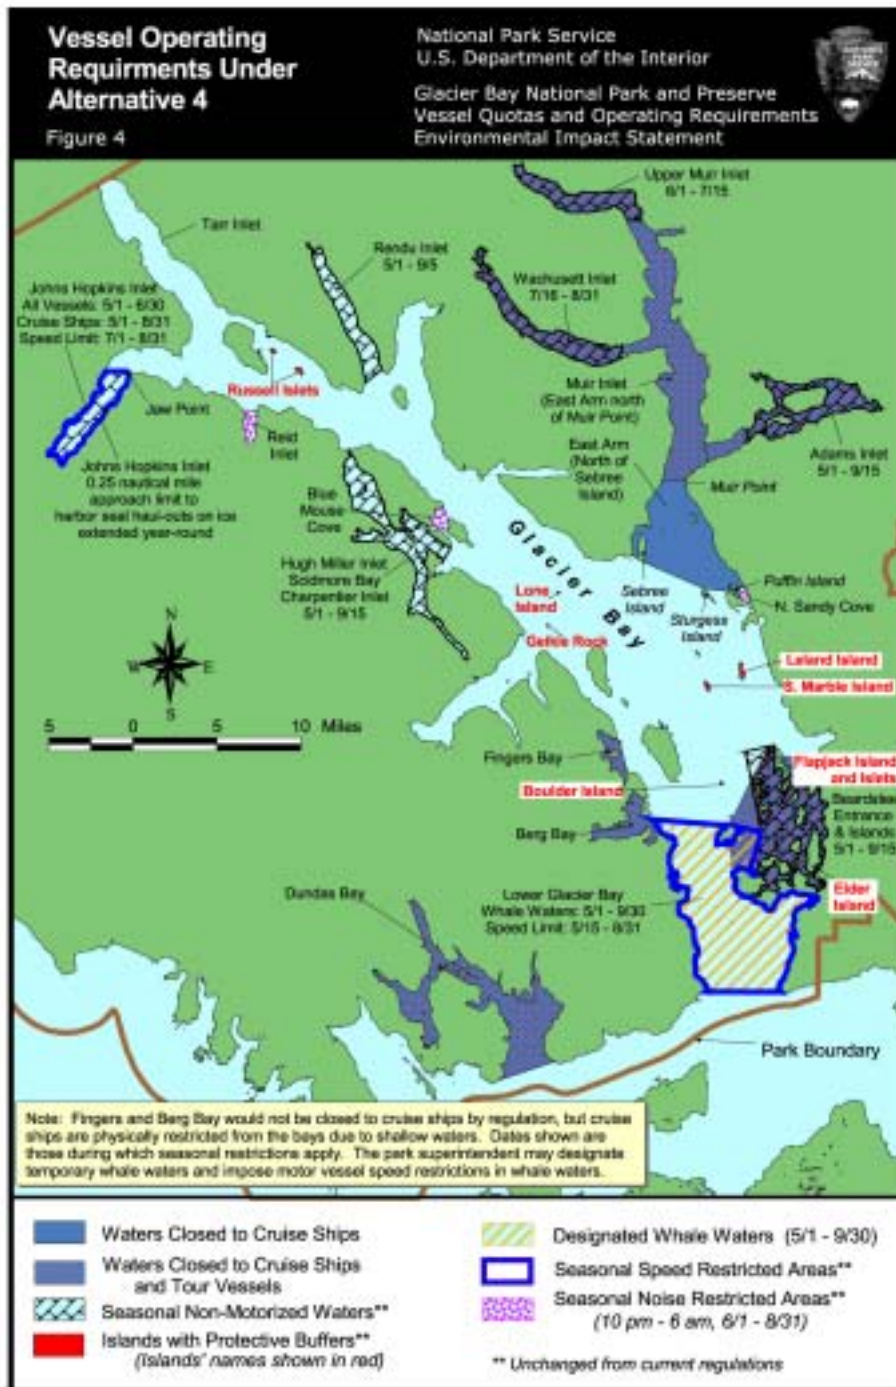 Vessel Operating
Requirments Under
Alternative 4
Figure 4
National Park Service
U.S. Department of the Interior
Glacier Bay National Park and Preserve
Vessel Quotas and Operating Requirements
Environmental Impact Statement
Upper Muir Inlet
6/1 - 7/15
Tarr Inlet
Rendu Inlet
5/1 - 9/5
Wachusett Inlet
7/16 - 8/31
Johns Hopkins Inlet
All Vessels: 5/1 - 6/30
Cruise Ships: 5/1 - 8/31
Speed Limit: 7/1 - 8/31
Russell Islets
Muir Inlet
(East Arm north
of Muir Point)
Jaw Point
Reid
Inlet
East Arm
(North of
Sebree
Island)
Adams Inlet
5/1 - 9/15
Muir Point
Johns Hopkins Inlet
0.25 nautical mile
approach limit to
harbor seal haul-outs on ice
extended year-round
Blue
Mouse
Cove
Glacier Bay
Hugh Miller Inlet
Scidmore Bay
Charpentier Inlet
5/1 - 9/15
Lone
Island
Sebree
Island
Puffin Island
N. Sandy Cove
Sturgess
Island
Geikie Rock
N
W
E
S
Leland Island
S. Marble Island
5 0 10 Miles
Fingers Bay
Flapjack Island
and Islets
Boulder Island
Beardslee
Entrance
& Islands
5/1 - 9/15
Berg Bay
Dundas Bay
Lower Glacier Bay
Whale Waters: 5/1 - 9/30
Speed Limit: 5/15 - 8/31
Elder
Island
Park Boundary
Note: Fingers and Berg Bay would not be closed to cruise ships by regulation, but cruise
ships are physically restricted from the bays due to shallow waters. Dates shown are
those during which seasonal restrictions apply. The park superintendent may designate
temporary whale waters and impose motor vessel speed restrictions in whale waters.
Waters Closed to Cruise Ships
Waters Closed to Cruise Ships
and Tour Vessels
Seasonal Non-Motorized Waters**
Islands with Protective Buffers**
(Islands' names shown in red)
Designated Whale Waters (5/1 - 9/30)
Seasonal Speed Restricted Areas**
Seasonal Noise Restricted Areas**
(10 pm - 6 am, 6/1 - 8/31)
** Unchanged from current regulations